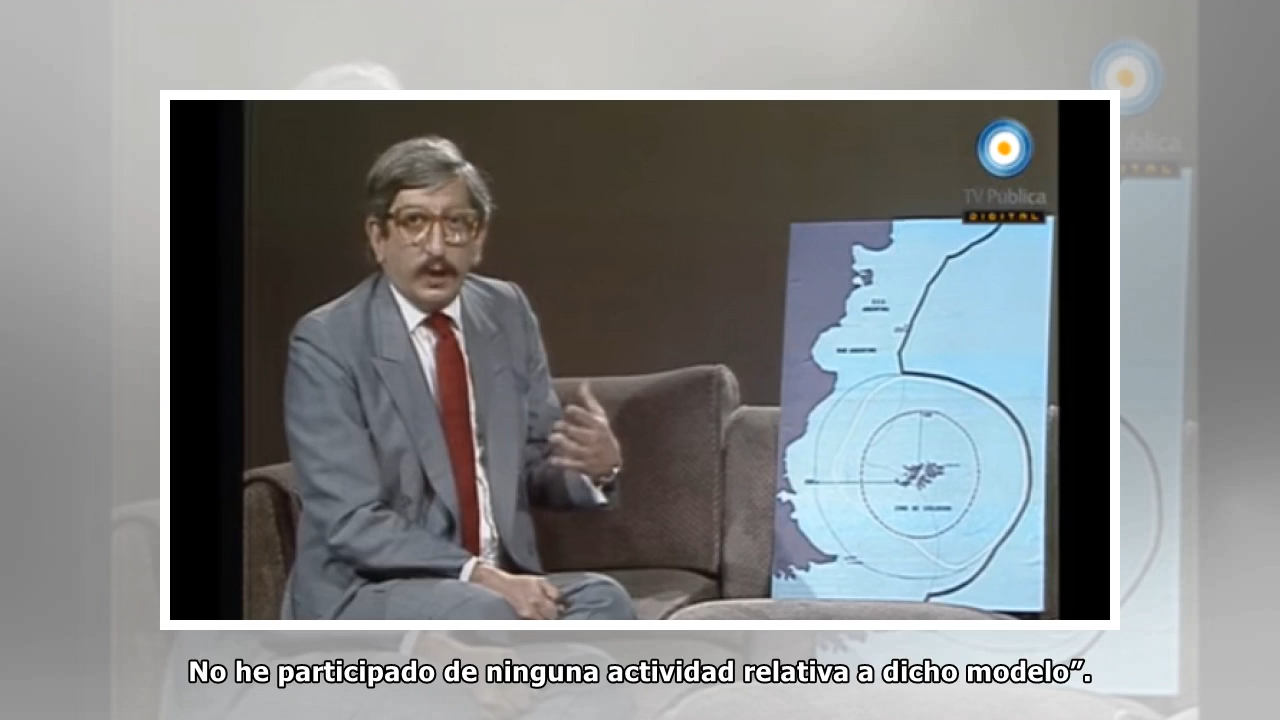 TV Pública
DIGITAL
No he participado de ninguna actividad relativa a dicho modelo”.